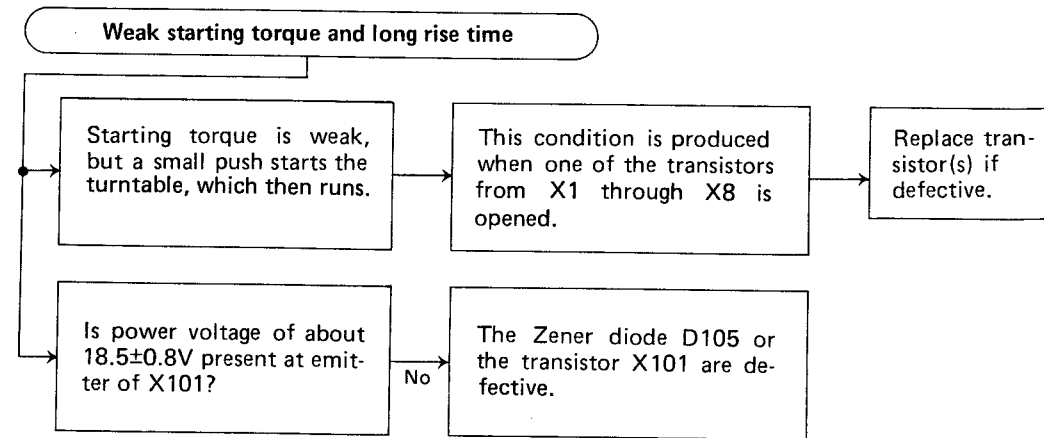 Weak starting torque and long rise time
Starting torque is weak,
but a small push starts the
turntable, which then runs.
This condition is produced
when one of the transistors
from X1 through X8 is
opened.
Replace tran-
sistor(s) if
defective.
Is power voltage of about
18.5±0.8V present at emit-
ter of X101?
No
The Zener diode D105 or
the transistor X101 are de-
fective.